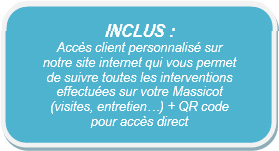 INCLUS :
Accès client personnalisé sur
notre site internet qui vous permet
de suivre toutes les interventions
effectuées sur votre Massicot
(visites, entretien…) + QR code
pour accès direct